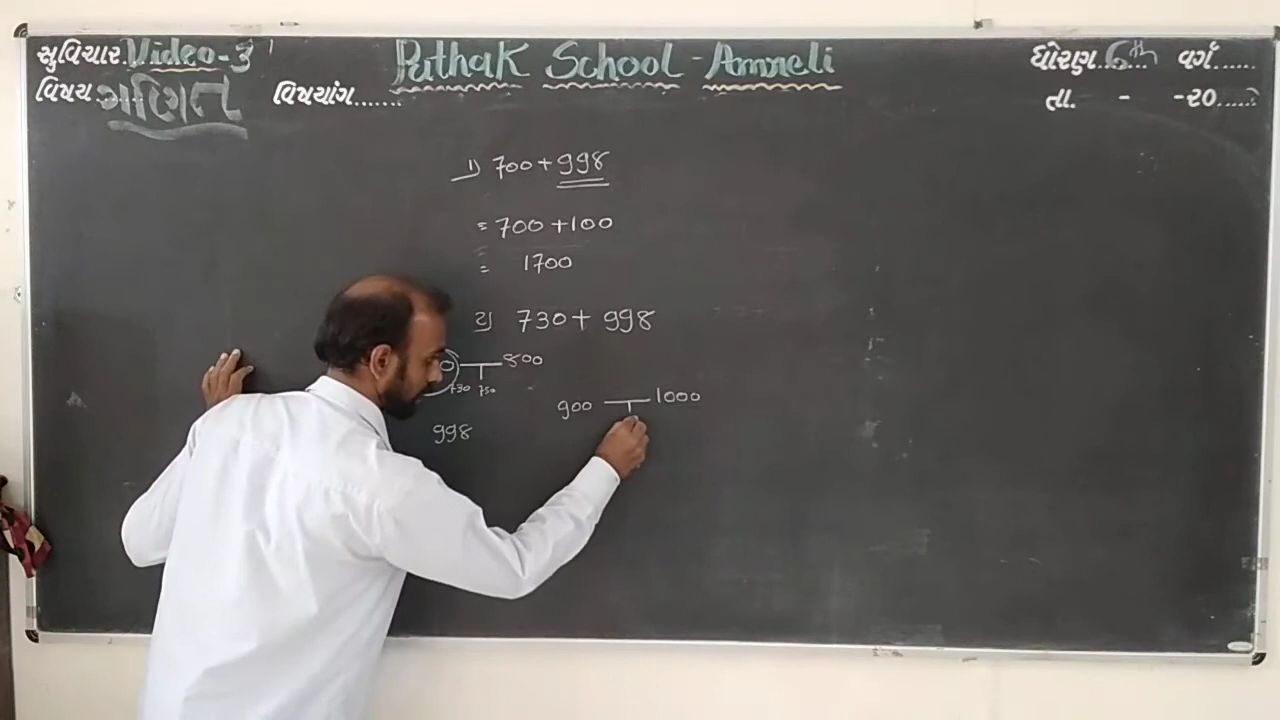 સુવિચાર.Video-3 Pathak School - Amreli ધોરણ..6th.. વર્ગ......
વિષય......ગણિત વિષયાંગ....... તા. - -૨૦.....
1) 700 + 998
= 700 + 100
= 1700
2) 730 + 998
800
730 750
900 1000
998